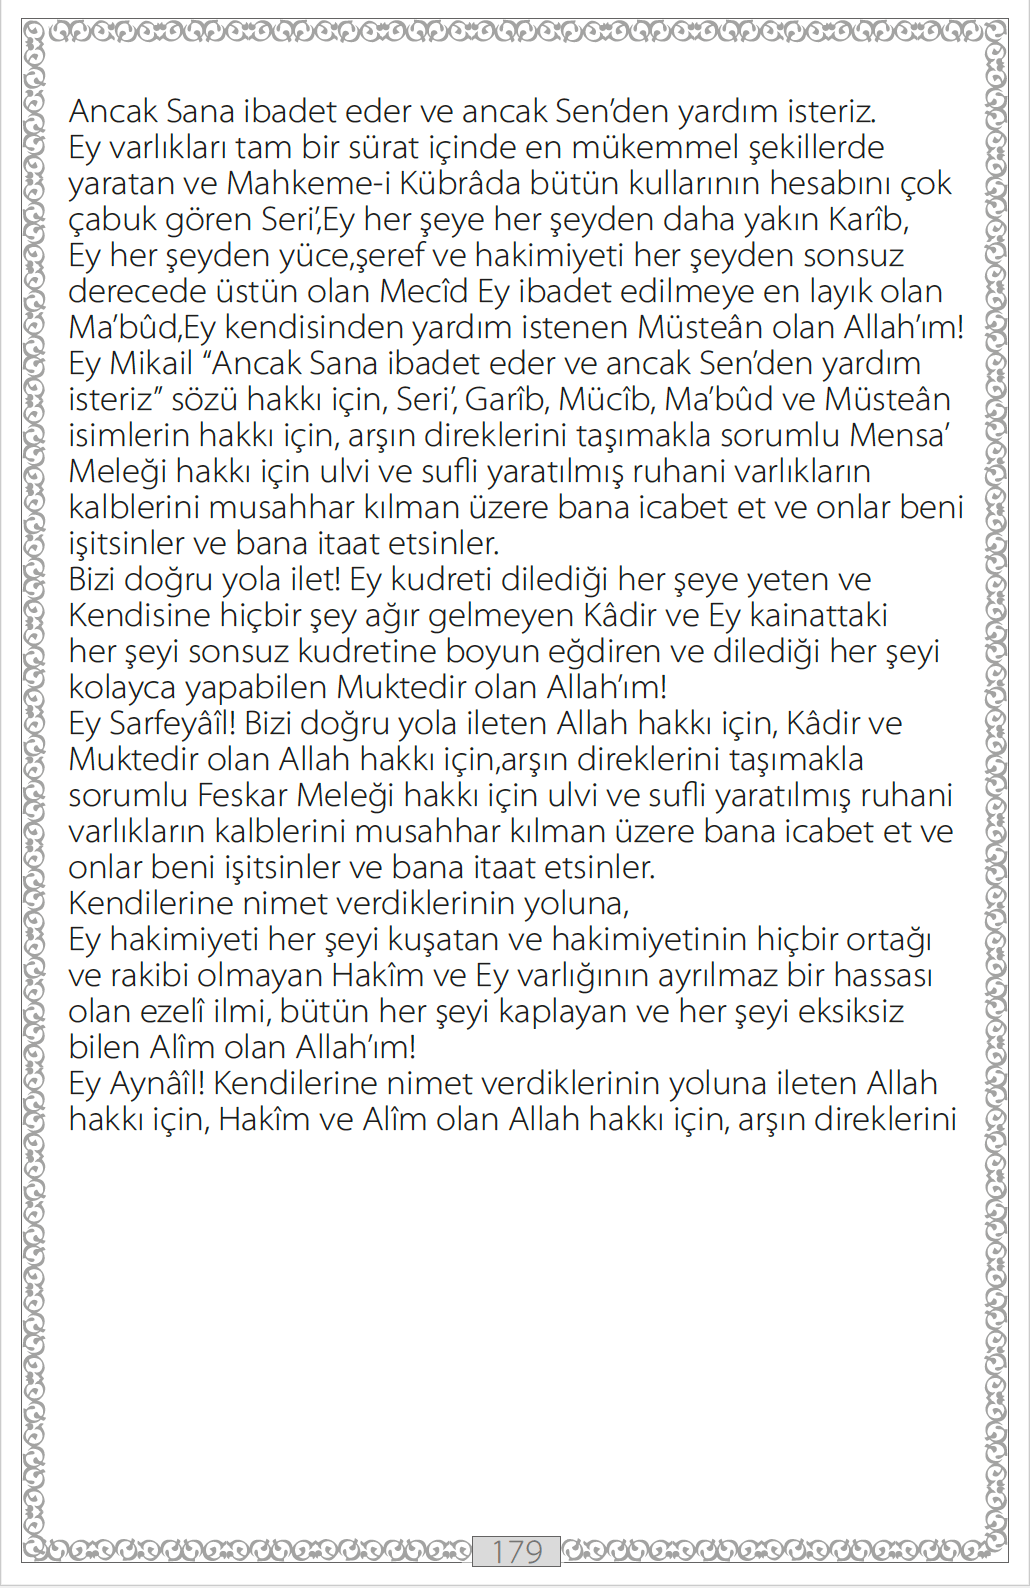 Ancak Sana ibadet eder ve ancak Sen’den yardım isteriz.
Ey varlıkları tam bir sürat içinde en mükemmel şekillerde
yaratan ve Mahkeme-i Kübrâda bütün kullarının hesabını çok
çabuk gören Seri’,Ey her şeye her şeyden daha yakın Karîb,
Ey her şeyden yüce,şeref ve hakimiyeti her şeyden sonsuz
derecede üstün olan Mecîd Ey ibadet edilmeye en layık olan
Ma’bûd,Ey kendisinden yardım istenen Müsteân olan Allah’ım!
Ey Mikail “Ancak Sana ibadet eder ve ancak Sen’den yardım
isteriz” sözü hakkı için, Seri’, Garîb, Mücîb, Ma’bûd ve Müsteân
isimlerin hakkı için, arşın direklerini taşımakla sorumlu Mensa’
Meleği hakkı için ulvi ve sufli yaratılmış ruhani varlıkların
kalblerini musahhar kılman üzere bana icabet et ve onlar beni
işitsinler ve bana itaat etsinler.
Bizi doğru yola ilet! Ey kudreti dilediği her şeye yeten ve
Kendisine hiçbir şey ağır gelmeyen Kâdir ve Ey kainattaki
her şeyi sonsuz kudretine boyun eğdiren ve dilediği her şeyi
kolayca yapabilen Muktedir olan Allah’ım!
Ey Sarfeyâîl! Bizi doğru yola ileten Allah hakkı için, Kâdir ve
Muktedir olan Allah hakkı için,arşın direklerini taşımakla
sorumlu Feskar Meleği hakkı için ulvi ve sufli yaratılmış ruhani
varlıkların kalblerini musahhar kılman üzere bana icabet et ve
onlar beni işitsinler ve bana itaat etsinler.
Kendilerine nimet verdiklerinin yoluna,
Ey hakimiyeti her şeyi kuşatan ve hakimiyetinin hiçbir ortağı
ve rakibi olmayan Hakîm ve Ey varlığının ayrılmaz bir hassası
olan ezelî ilmi, bütün her şeyi kaplayan ve her şeyi eksiksiz
bilen Alîm olan Allah’ım!
Ey Aynâîl! Kendilerine nimet verdiklerinin yoluna ileten Allah
hakkı için, Hakîm ve Alîm olan Allah hakkı için, arşın direklerini
179